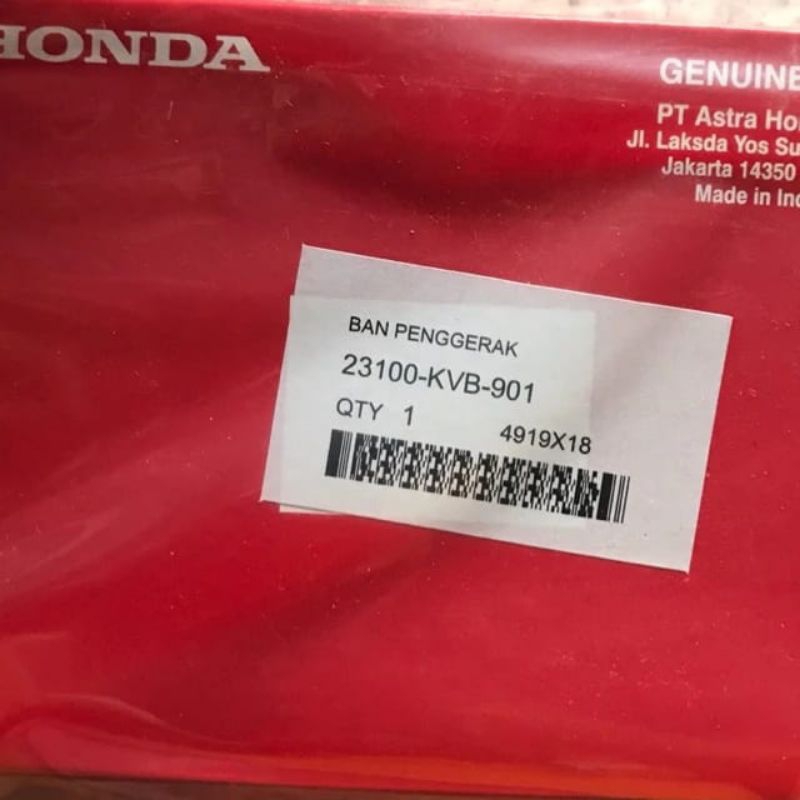 HONDA
GENUINE
PT Astra Ho
Jl. Laksda Yos Su
Jakarta 14350
Made in Ind
BAN PENGGERAK
23100-KVB-901
QTY 1
4919X18